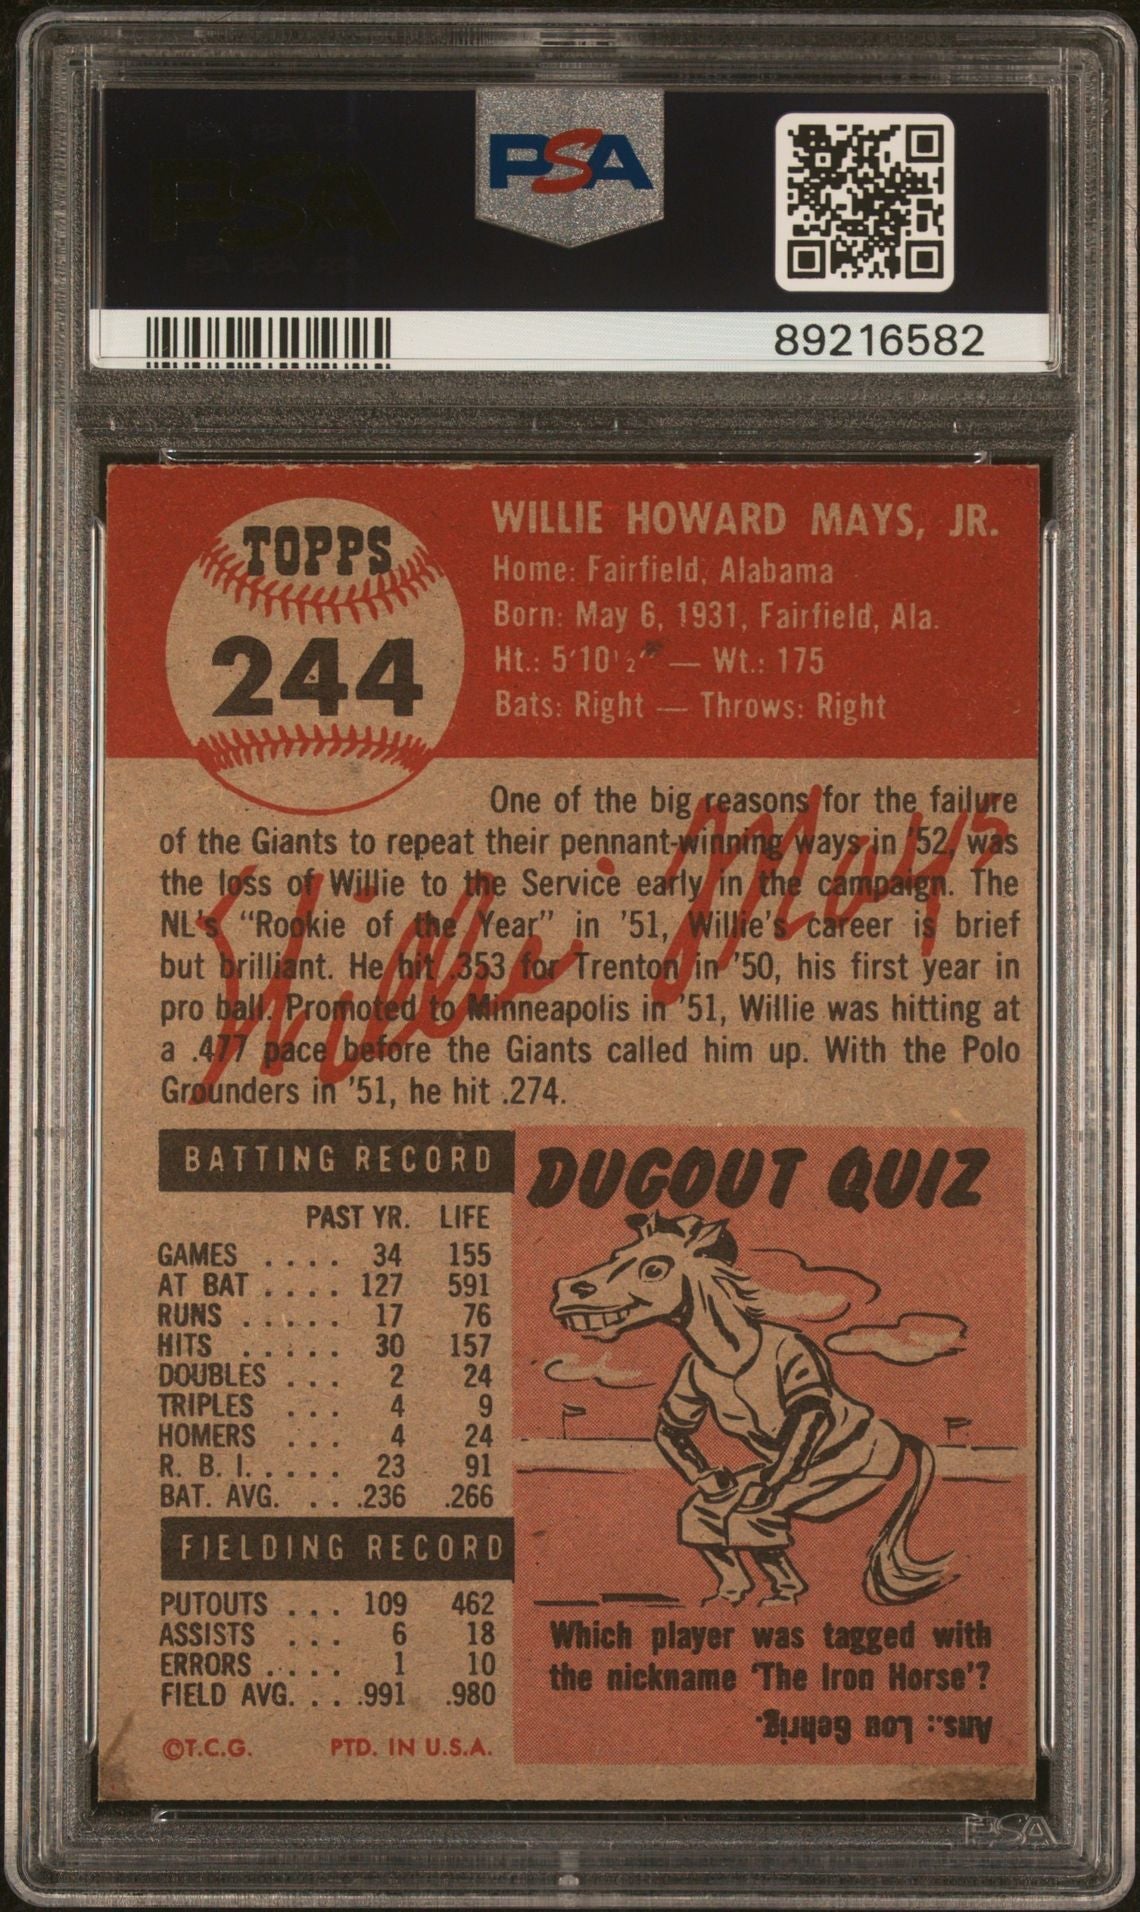 PSA
89216582
TOPPS
244
WILLIE HOWARD MAYS, JR.
Home: Fairfield, Alabama
Born: May 6, 1931, Fairfield, Ala.
Ht.: 5'10½" — Wt.: 175
Bats: Right — Throws: Right
One of the big reasons for the failure
of the Giants to repeat their pennant-winning ways in '52, was
the loss of Willie to the Service early in the campaign. The
NL's "Rookie of the Year" in '51, Willie's career is brief
but brilliant. He hit .353 for Trenton in '50, his first year in
pro ball. Promoted to Minneapolis in '51, Willie was hitting at
a .477 pace before the Giants called him up. With the Polo
Grounders in '51, he hit .274.
Willie Mays
BATTING RECORD
PAST YR. LIFE
GAMES .... 34 155
AT BAT .... 127 591
RUNS ..... 17 76
HITS ..... 30 157
DOUBLES ... 2 24
TRIPLES ... 4 9
HOMERS ... 4 24
R. B. I. .... 23 91
BAT. AVG. ... .236 .266
FIELDING RECORD
PUTOUTS ... 109 462
ASSISTS ... 6 18
ERRORS .... 1 10
FIELD AVG. ... .991 .980
©T.C.G. PTD. IN U.S.A.
DUGOUT QUIZ
Which player was tagged with
the nickname 'The Iron Horse'?
Ans.: Lou Gehrig.
PSA